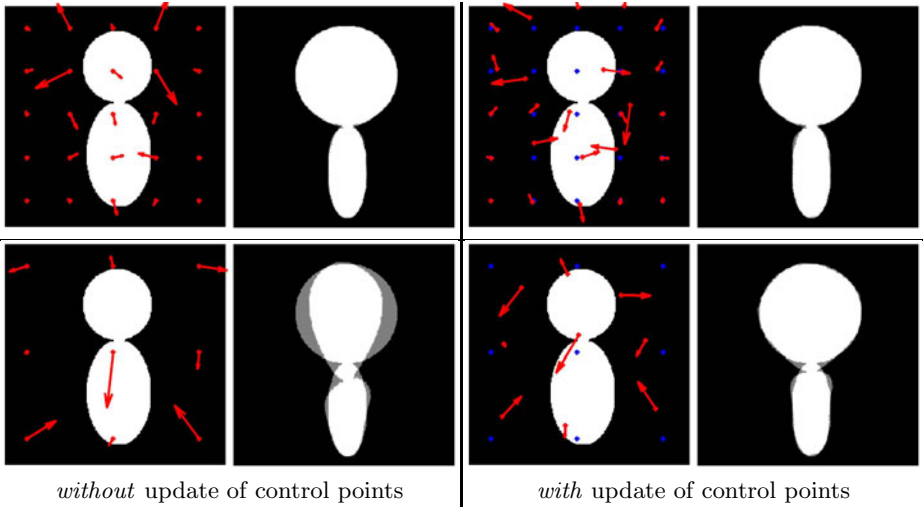 without update of control points
with update of control points